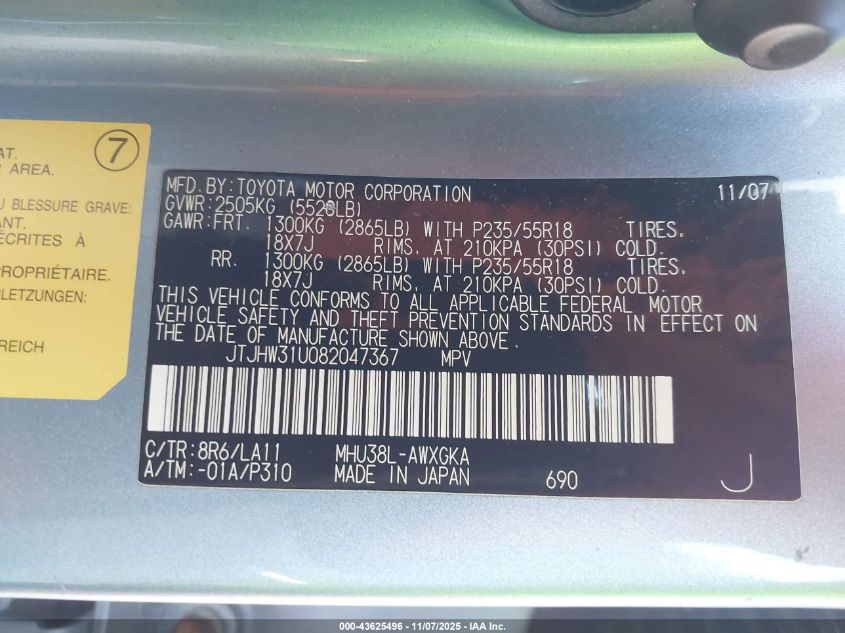 7
AT.
AREA.
BLESSURE GRAVE:
ANT.
ÉCRITES À
PROPRIÉTAIRE.
RLETZUNGEN:
REICH
MFD. BY: TOYOTA MOTOR CORPORATION 11/07
GVWR: 2505KG (5520LB)
GAWR: FRT. 1300KG (2865LB) WITH P235/55R18 TIRES.
18X7J RIMS. AT 210KPA (30PSI) COLD.
RR. 1300KG (2865LB) WITH P235/55R18 TIRES.
18X7J RIMS. AT 210KPA (30PSI) COLD.
THIS VEHICLE CONFORMS TO ALL APPLICABLE FEDERAL MOTOR
VEHICLE SAFETY AND THEFT PREVENTION STANDARDS IN EFFECT ON
THE DATE OF MANUFACTURE SHOWN ABOVE.
JTJHW31U082047367 MPV
C/TR: 8R6/LA11 MHU38L-AWXGKA
A/TM: -01A/P310 MADE IN JAPAN 690 J
000-43625496 - 11/07/2025 - IAA Inc.